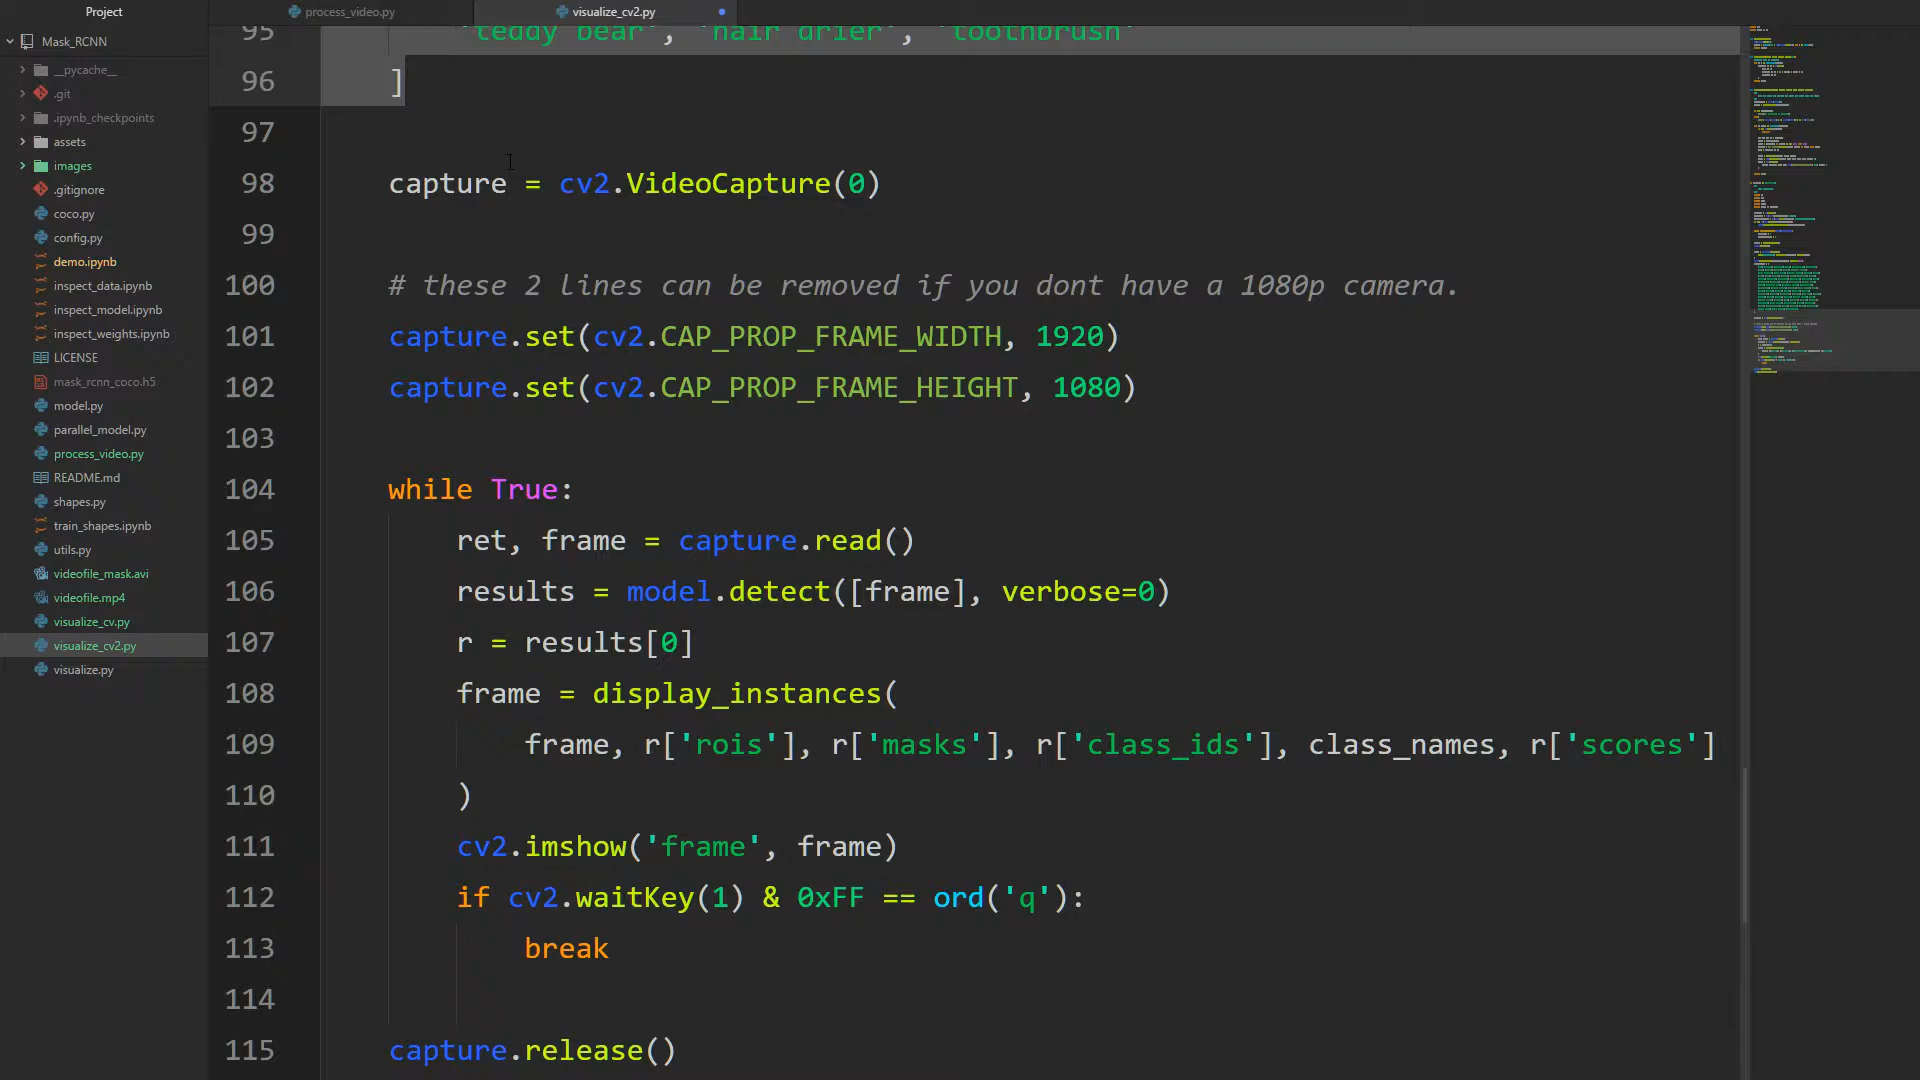 Project
process_video.py
visualize_cv2.py
Mask_RCNN
__pycache__
.git
.ipynb_checkpoints
assets
images
.gitignore
coco.py
config.py
demo.ipynb
inspect_data.ipynb
inspect_model.ipynb
inspect_weights.ipynb
LICENSE
mask_rcnn_coco.h5
model.py
parallel_model.py
process_video.py
README.md
shapes.py
train_shapes.ipynb
utils.py
videofile_mask.avi
videofile.mp4
visualize_cv.py
visualize_cv2.py
visualize.py
95 'teddy bear', 'hair drier', 'toothbrush'
96 ]
97
98 capture = cv2.VideoCapture(0)
99
100 # these 2 lines can be removed if you dont have a 1080p camera.
101 capture.set(cv2.CAP_PROP_FRAME_WIDTH, 1920)
102 capture.set(cv2.CAP_PROP_FRAME_HEIGHT, 1080)
103
104 while True:
105 ret, frame = capture.read()
106 results = model.detect([frame], verbose=0)
107 r = results[0]
108 frame = display_instances(
109 frame, r['rois'], r['masks'], r['class_ids'], class_names, r['scores']
110 )
111 cv2.imshow('frame', frame)
112 if cv2.waitKey(1) & 0xFF == ord('q'):
113 break
114
115 capture.release()